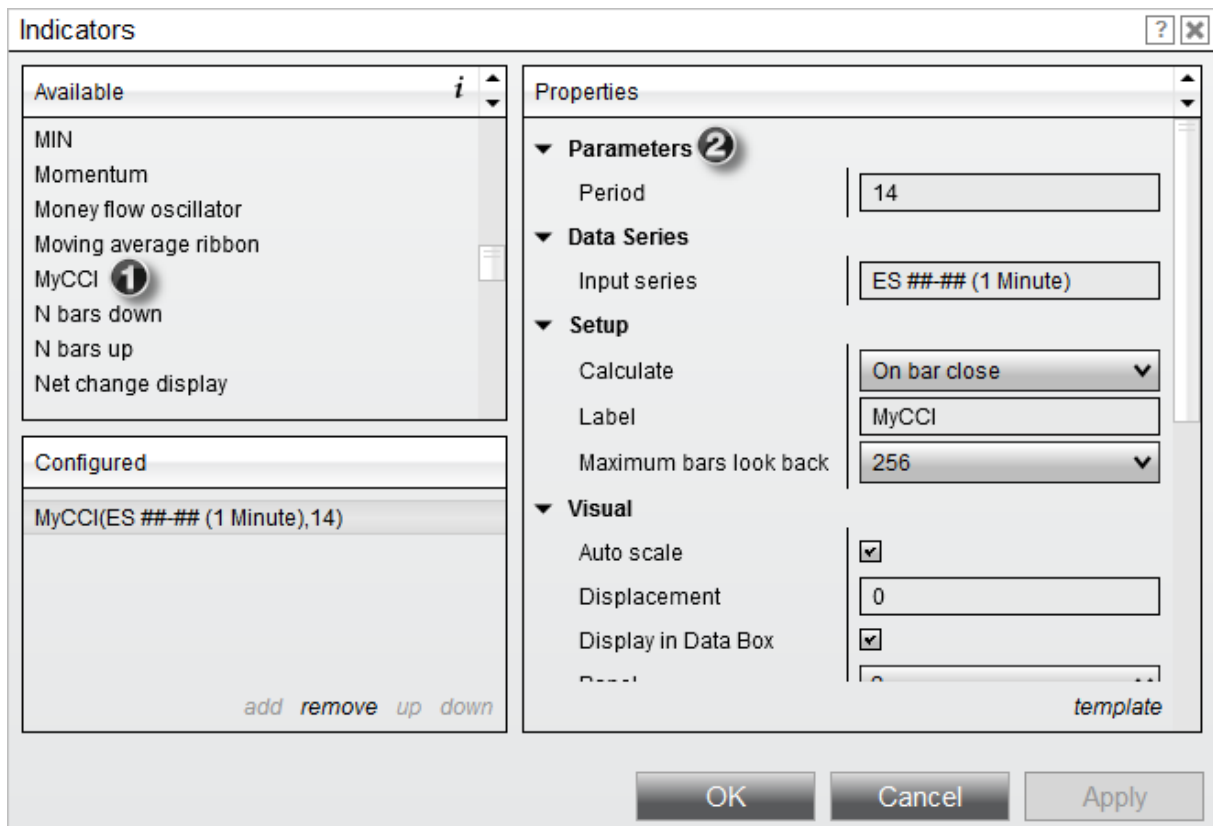 Indicators
?
Available
i
MIN
Momentum
Money flow oscillator
Moving average ribbon
MyCCI 1
N bars down
N bars up
Net change display
Configured
MyCCI(ES ##-## (1 Minute),14)
add remove up down
Properties
Parameters 2
Period 14
Data Series
Input series ES ##-## (1 Minute)
Setup
Calculate On bar close
Label MyCCI
Maximum bars look back 256
Visual
Auto scale
Displacement 0
Display in Data Box
template
OK Cancel Apply